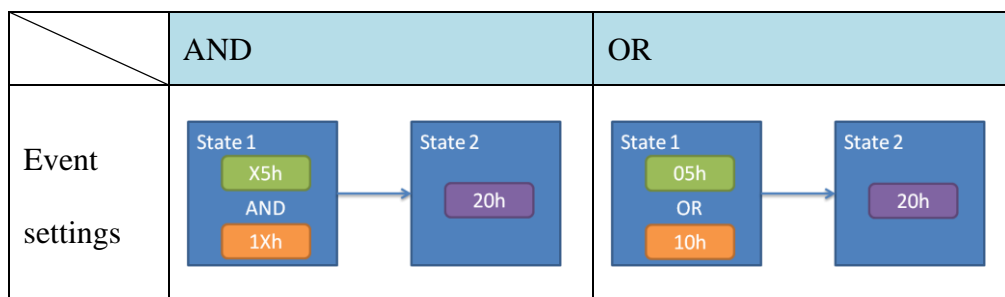 AND
OR
Event
settings
State 1
X5h
AND
1Xh
State 2
20h
State 1
05h
OR
10h
State 2
20h